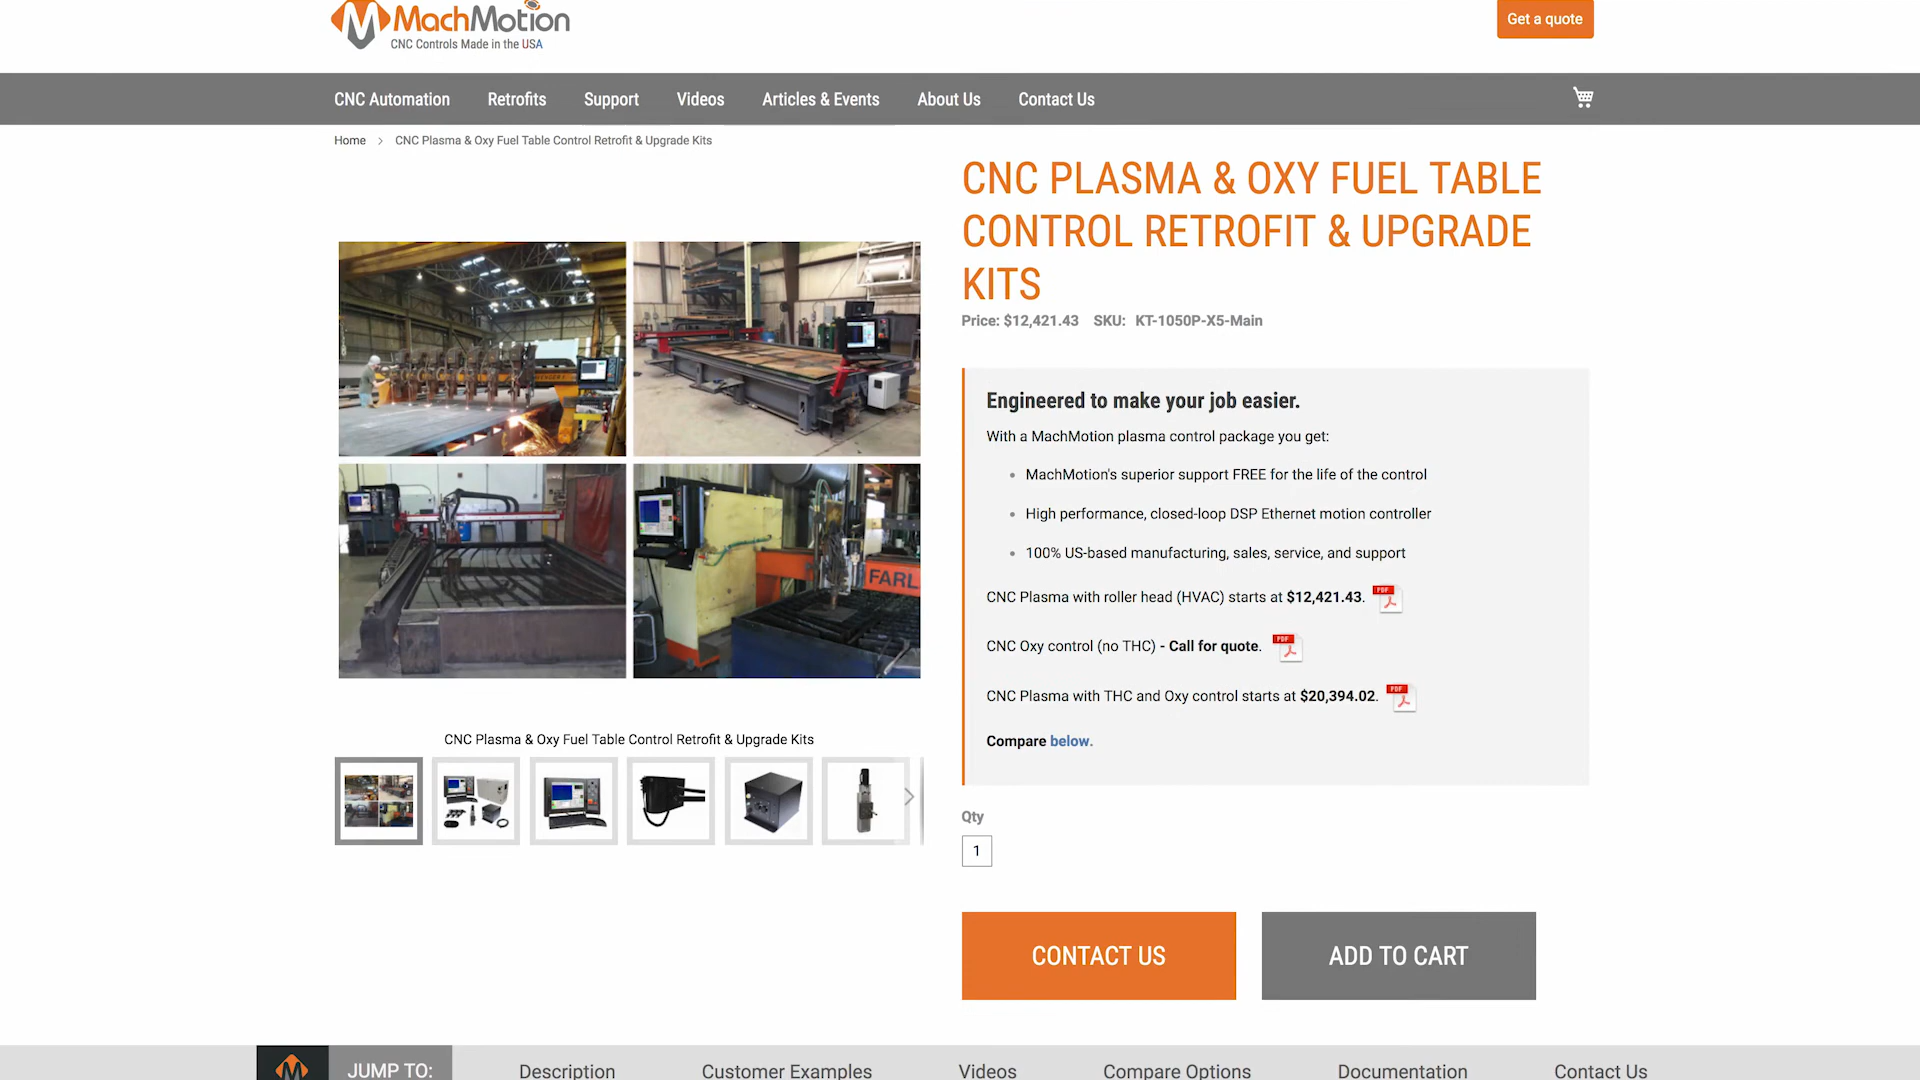 MachMotion
CNC Controls Made in the USA
Get a quote
CNC Automation
Retrofits
Support
Videos
Articles & Events
About Us
Contact Us
Home > CNC Plasma & Oxy Fuel Table Control Retrofit & Upgrade Kits
CNC PLASMA & OXY FUEL TABLE
CONTROL RETROFIT & UPGRADE
KITS
Price: $12,421.43 SKU: KT-1050P-X5-Main
FARL
Engineered to make your job easier.
With a MachMotion plasma control package you get:
MachMotion's superior support FREE for the life of the control
High performance, closed-loop DSP Ethernet motion controller
100% US-based manufacturing, sales, service, and support
CNC Plasma with roller head (HVAC) starts at $12,421.43. PDF
CNC Oxy control (no THC) - Call for quote. PDF
CNC Plasma with THC and Oxy control starts at $20,394.02. PDF
Compare below.
CNC Plasma & Oxy Fuel Table Control Retrofit & Upgrade Kits
Qty
1
CONTACT US
ADD TO CART
JUMP TO:
Description
Customer Examples
Videos
Compare Options
Documentation
Contact Us